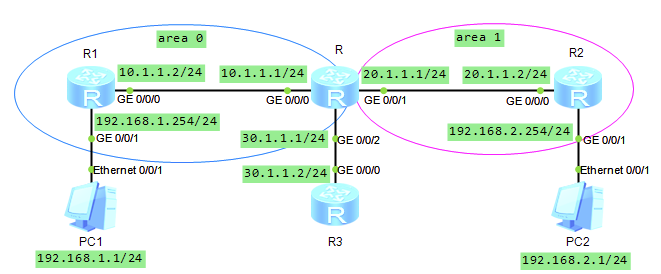 area 0
area 1
R1
R
R2
10.1.1.2/24
10.1.1.1/24
20.1.1.1/24
20.1.1.2/24
R
R
R
GE 0/0/0
GE 0/0/0
GE 0/0/1
GE 0/0/0
192.168.1.254/24
192.168.2.254/24
GE 0/0/1
30.1.1.1/24
GE 0/0/2
GE 0/0/1
Ethernet 0/0/1
30.1.1.2/24
GE 0/0/0
Ethernet 0/0/1
R
PC1
R3
PC2
192.168.1.1/24
192.168.2.1/24